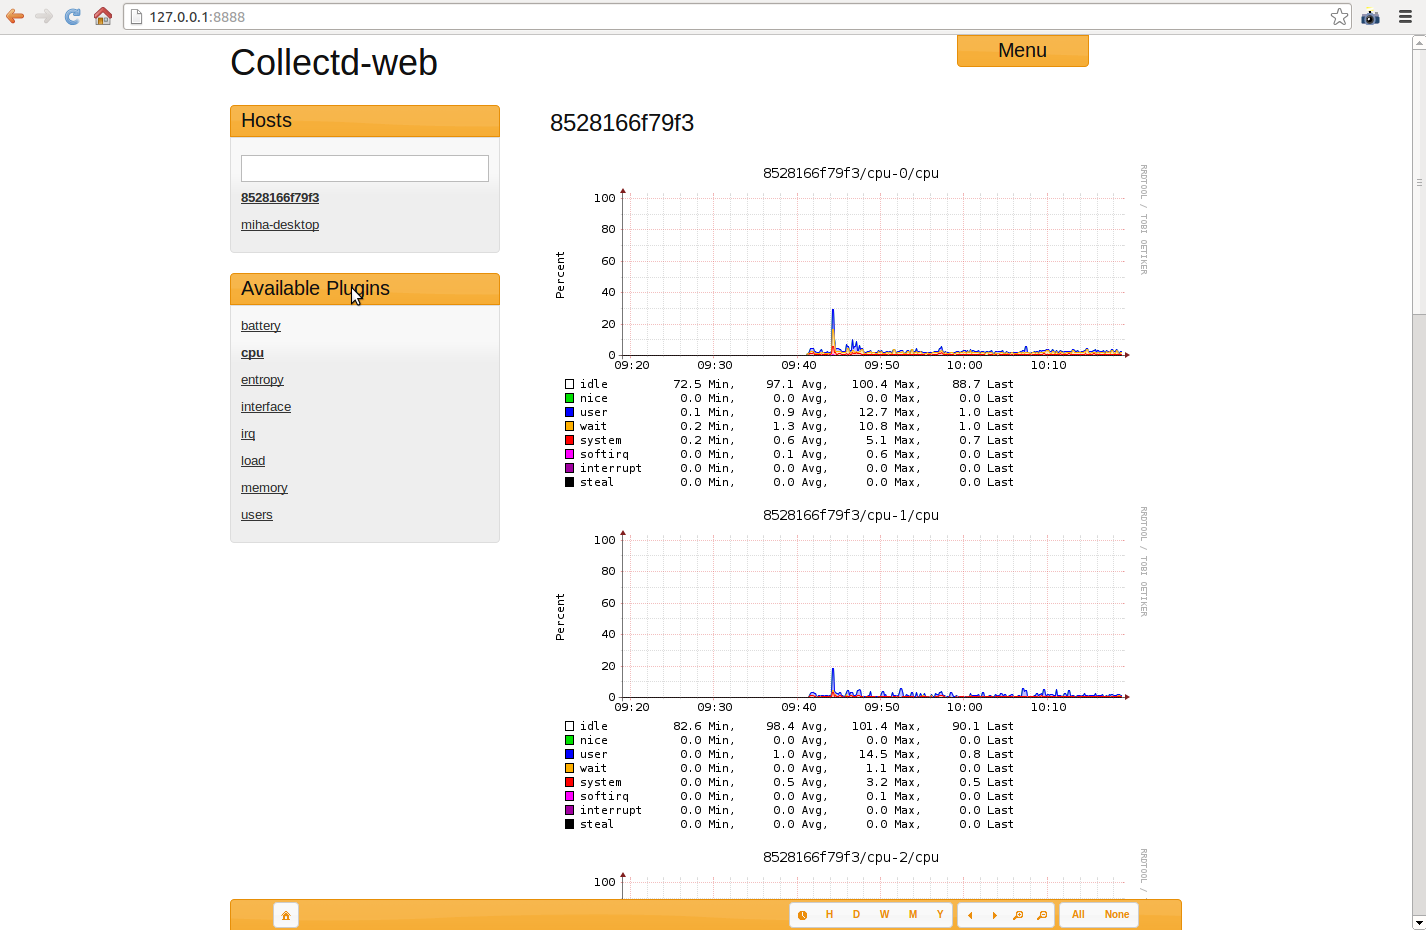 127.0.0.1:8888
Collectd-web
Menu
Hosts
8528166f79f3
miha-desktop
Available Plugins
battery
cpu
entropy
interface
irq
load
memory
users
8528166f79f3
8528166f79f3/cpu-0/cpu
RRDTOOL / TOBI OETIKER
Percent
100
80
60
40
20
0
09:20 09:30 09:40 09:50 10:00 10:10
idle 72.5 Min, 97.1 Avg, 100.4 Max, 88.7 Last
nice 0.0 Min, 0.0 Avg, 0.0 Max, 0.0 Last
user 0.1 Min, 0.9 Avg, 12.7 Max, 1.0 Last
wait 0.2 Min, 1.3 Avg, 10.8 Max, 1.0 Last
system 0.2 Min, 0.6 Avg, 5.1 Max, 0.7 Last
softirq 0.0 Min, 0.1 Avg, 0.6 Max, 0.0 Last
interrupt 0.0 Min, 0.0 Avg, 0.0 Max, 0.0 Last
steal 0.0 Min, 0.0 Avg, 0.0 Max, 0.0 Last
8528166f79f3/cpu-1/cpu
RRDTOOL / TOBI OETIKER
Percent
100
80
60
40
20
0
09:20 09:30 09:40 09:50 10:00 10:10
idle 82.6 Min, 98.4 Avg, 101.4 Max, 90.1 Last
nice 0.0 Min, 0.0 Avg, 0.0 Max, 0.0 Last
user 0.0 Min, 1.0 Avg, 14.5 Max, 0.8 Last
wait 0.0 Min, 0.0 Avg, 1.1 Max, 0.0 Last
system 0.0 Min, 0.5 Avg, 3.2 Max, 0.5 Last
softirq 0.0 Min, 0.0 Avg, 0.1 Max, 0.0 Last
interrupt 0.0 Min, 0.0 Avg, 0.0 Max, 0.0 Last
steal 0.0 Min, 0.0 Avg, 0.0 Max, 0.0 Last
8528166f79f3/cpu-2/cpu
RRDTOOL /
100
H D W M Y All None